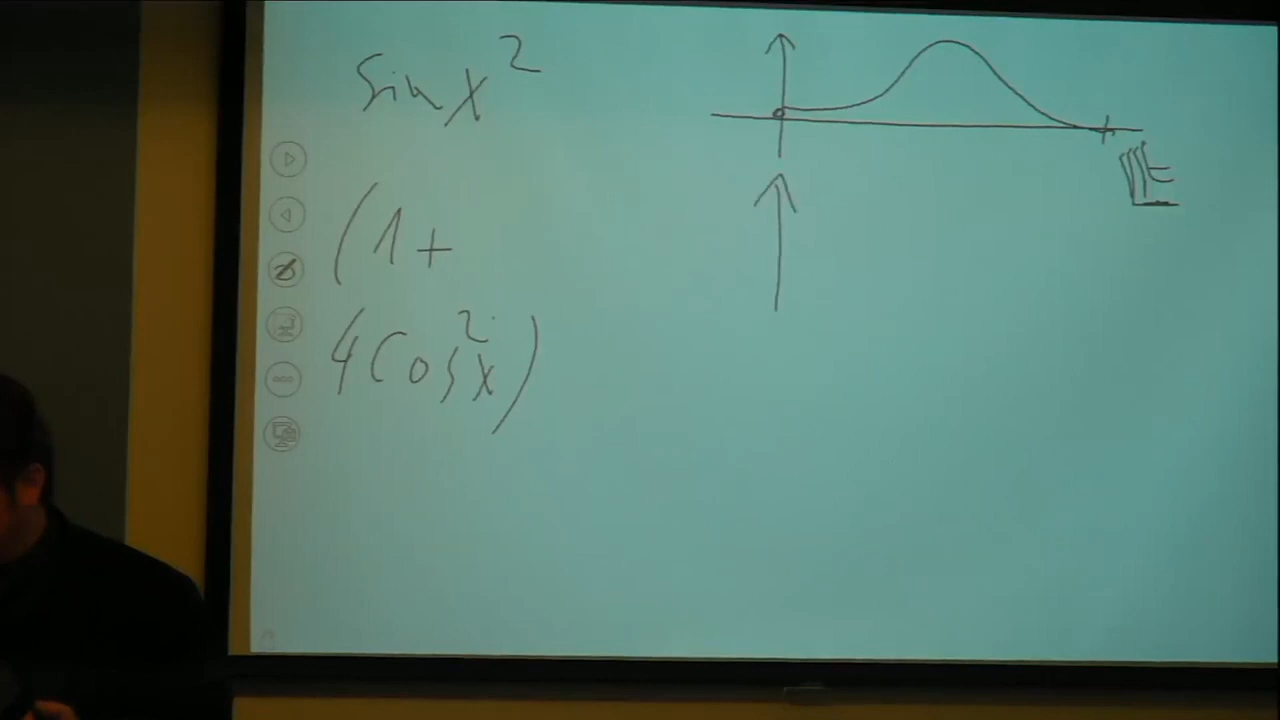 sin x²
(1 +
4 cos² x)